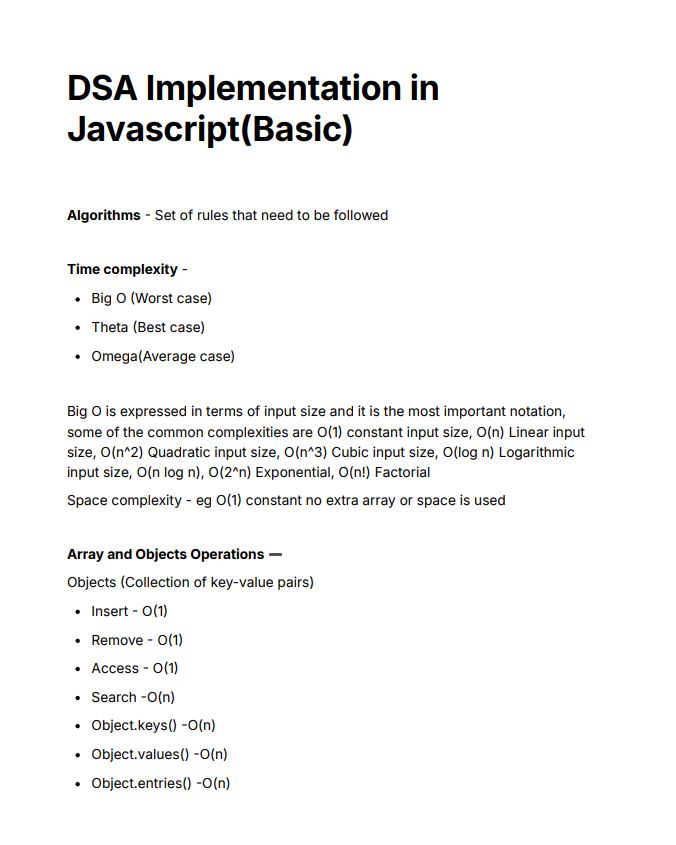 DSA Implementation in
Javascript(Basic)
Algorithms - Set of rules that need to be followed
Time complexity -
• Big O (Worst case)
• Theta (Best case)
• Omega(Average case)
Big O is expressed in terms of input size and it is the most important notation,
some of the common complexities are O(1) constant input size, O(n) Linear input
size, O(n^2) Quadratic input size, O(n^3) Cubic input size, O(log n) Logarithmic
input size, O(n log n), O(2^n) Exponential, O(n!) Factorial
Space complexity - eg O(1) constant no extra array or space is used
Array and Objects Operations ➖
Objects (Collection of key-value pairs)
• Insert - O(1)
• Remove - O(1)
• Access - O(1)
• Search -O(n)
• Object.keys() -O(n)
• Object.values() -O(n)
• Object.entries() -O(n)